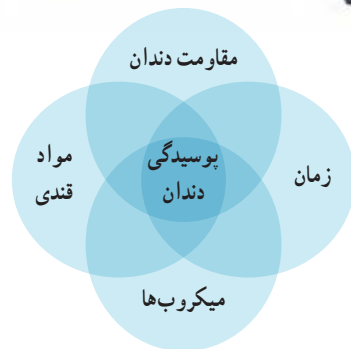 مقاومت دندان
زمان
پوسیدگی
دندان
مواد
قندی
میکروب‌ها